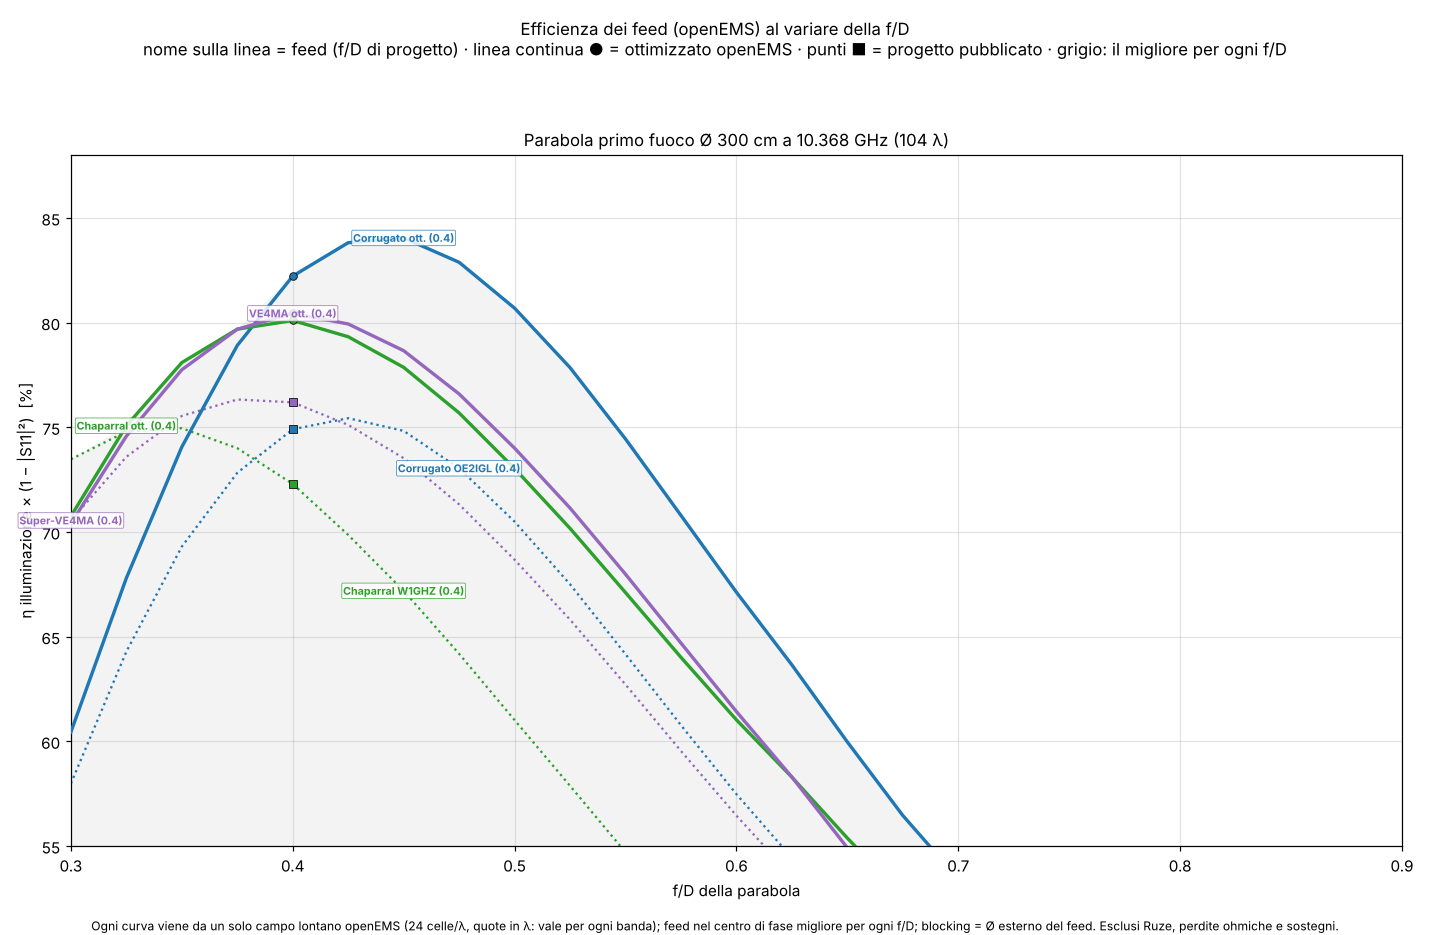 Efficienza dei feed (openEMS) al variare della f/D
nome sulla linea = feed (f/D di progetto) · linea continua ● = ottimizzato openEMS · punti ■ = progetto pubblicato · grigio: il migliore per ogni f/D
Parabola primo fuoco Ø 300 cm a 10.368 GHz (104 λ)
85
80
75
70
65
60
55
η illuminazio × (1 − |S11|²) [%]
Corrugato ott. (0.4)
VE4MA ott. (0.4)
Chaparral ott. (0.4)
Corrugato OE2IGL (0.4)
Super-VE4MA (0.4)
Chaparral W1GHZ (0.4)
0.3 0.4 0.5 0.6 0.7 0.8 0.9
f/D della parabola
Ogni curva viene da un solo campo lontano openEMS (24 celle/λ, quote in λ: vale per ogni banda); feed nel centro di fase migliore per ogni f/D; blocking = Ø esterno del feed. Esclusi Ruze, perdite ohmiche e sostegni.